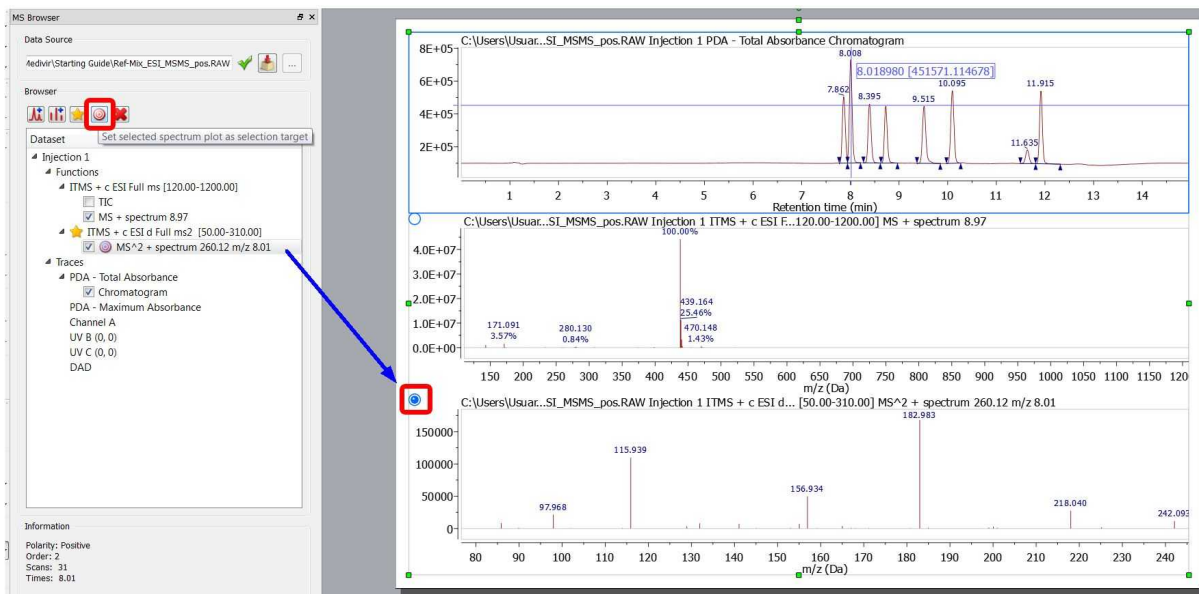 MS Browser
Data Source
Aedivir\Starting Guide\Ref-Mix_ESI_MSMS_pos.RAW
...
Browser
Dataset
Set selected spectrum plot as selection target
Injection 1
Functions
ITMS + c ESI Full ms [120.00-1200.00]
TIC
MS + spectrum 8.97
ITMS + c ESI d Full ms2 [50.00-310.00]
MS^2 + spectrum 260.12 m/z 8.01
Traces
PDA - Total Absorbance
Chromatogram
PDA - Maximum Absorbance
Channel A
UV B (0, 0)
UV C (0, 0)
DAD
Information
Polarity: Positive
Order: 2
Scans: 31
Times: 8.01
C:\Users\Usuar...SI_MSMS_pos.RAW Injection 1 PDA - Total Absorbance Chromatogram
8E+05
6E+05
4E+05
2E+05
8.008
8.018980 [451571.114678]
7.862
8.395
9.515
10.095
11.635
11.915
1 2 3 4 5 6 7 8 9 10 11 12 13 14
Retention time (min)
C:\Users\Usuar...SI_MSMS_pos.RAW Injection 1 ITMS + c ESI F...120.00-1200.00] MS + spectrum 8.97
100.00%
4.0E+07
3.0E+07
2.0E+07
1.0E+07
0.0E+00
171.091
3.57%
280.130
0.84%
439.164
25.46%
470.148
1.43%
150 200 250 300 350 400 450 500 550 600 650 700 750 800 850 900 950 1000 1050 1100 1150 120
m/z (Da)
C:\Users\Usuar...SI_MSMS_pos.RAW Injection 1 ITMS + c ESI d... [50.00-310.00] MS^2 + spectrum 260.12 m/z 8.01
150000
100000
50000
0
97.968
115.939
156.934
182.983
218.040
242.093
80 90 100 110 120 130 140 150 160 170 180 190 200 210 220 230 240
m/z (Da)